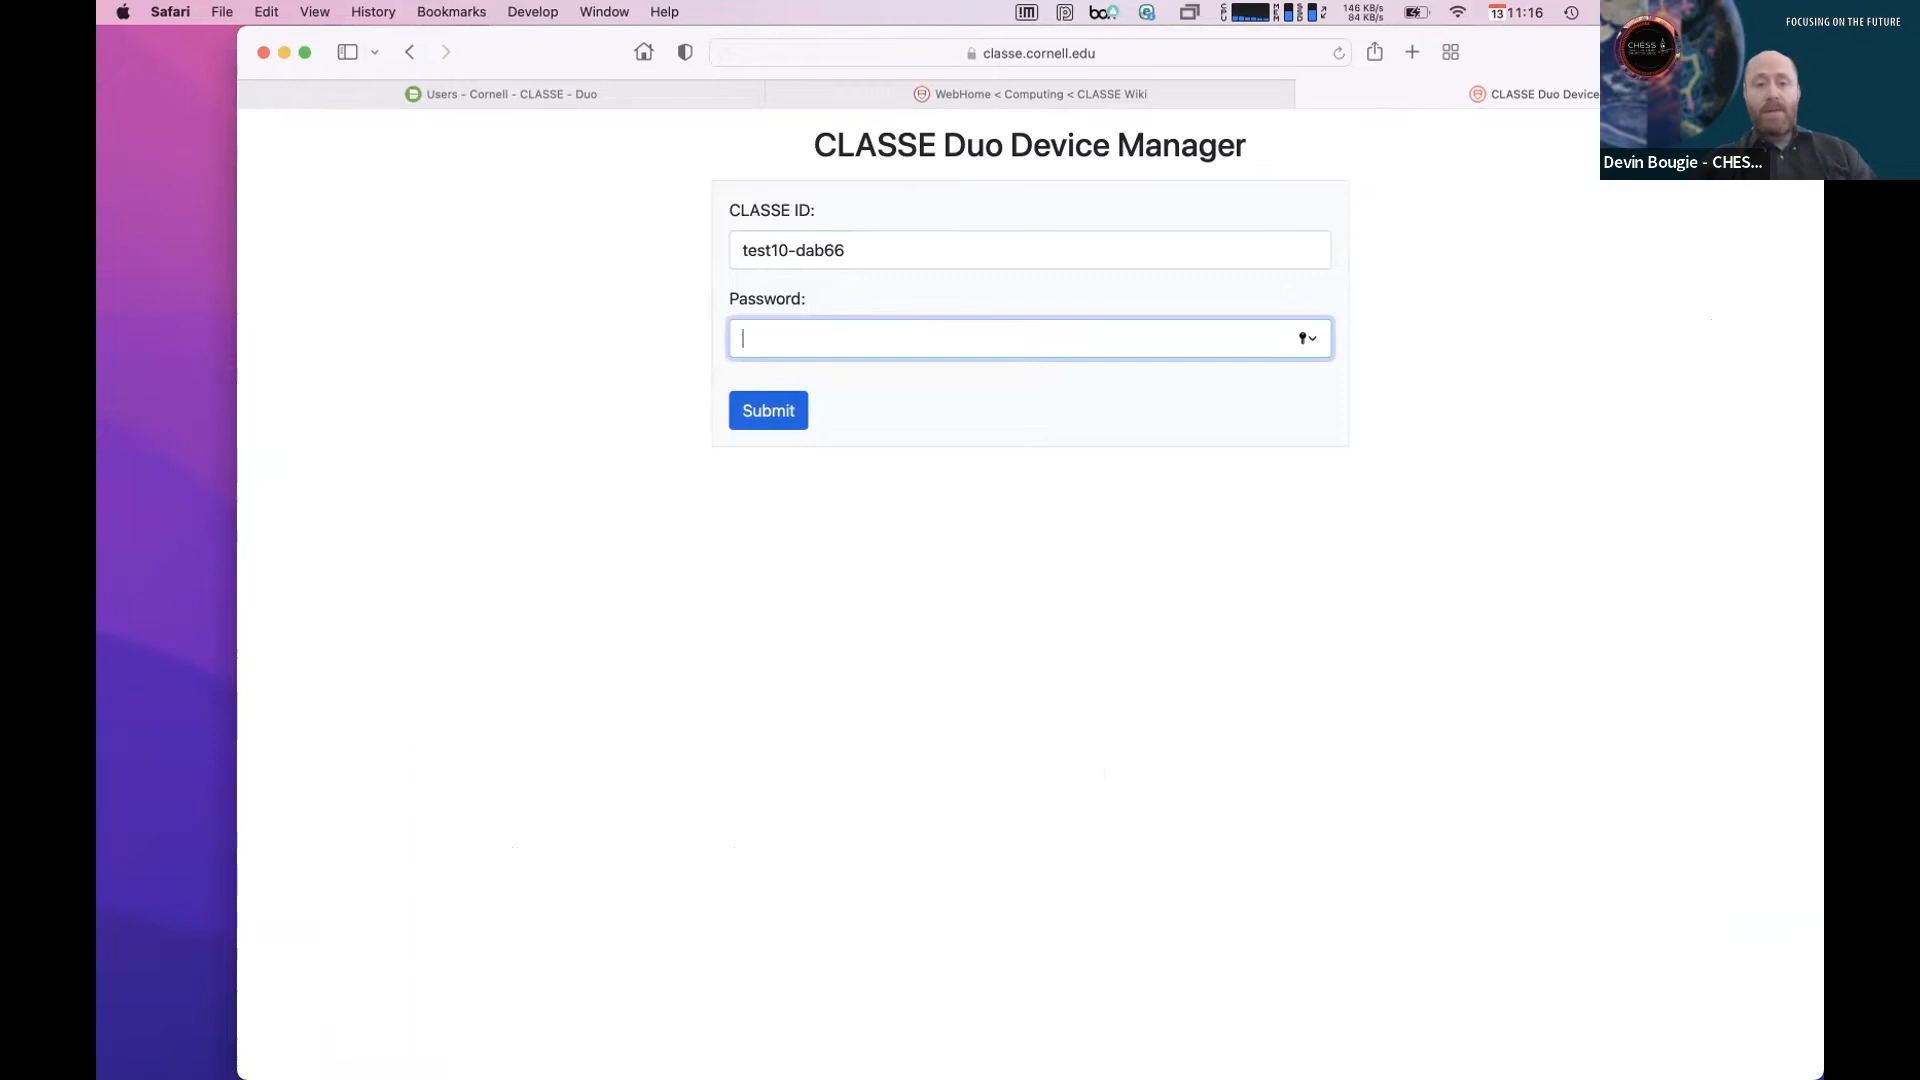 Safari File Edit View History Bookmarks Develop Window Help
146 KB/s
84 KB/s
13 11:16
FOCUSING ON THE FUTURE
CHESS
classe.cornell.edu
Users - Cornell - CLASSE - Duo
WebHome < Computing < CLASSE Wiki
CLASSE Duo Device
Devin Bougie - CHES...
CLASSE Duo Device Manager
CLASSE ID:
test10-dab66
Password:
Submit